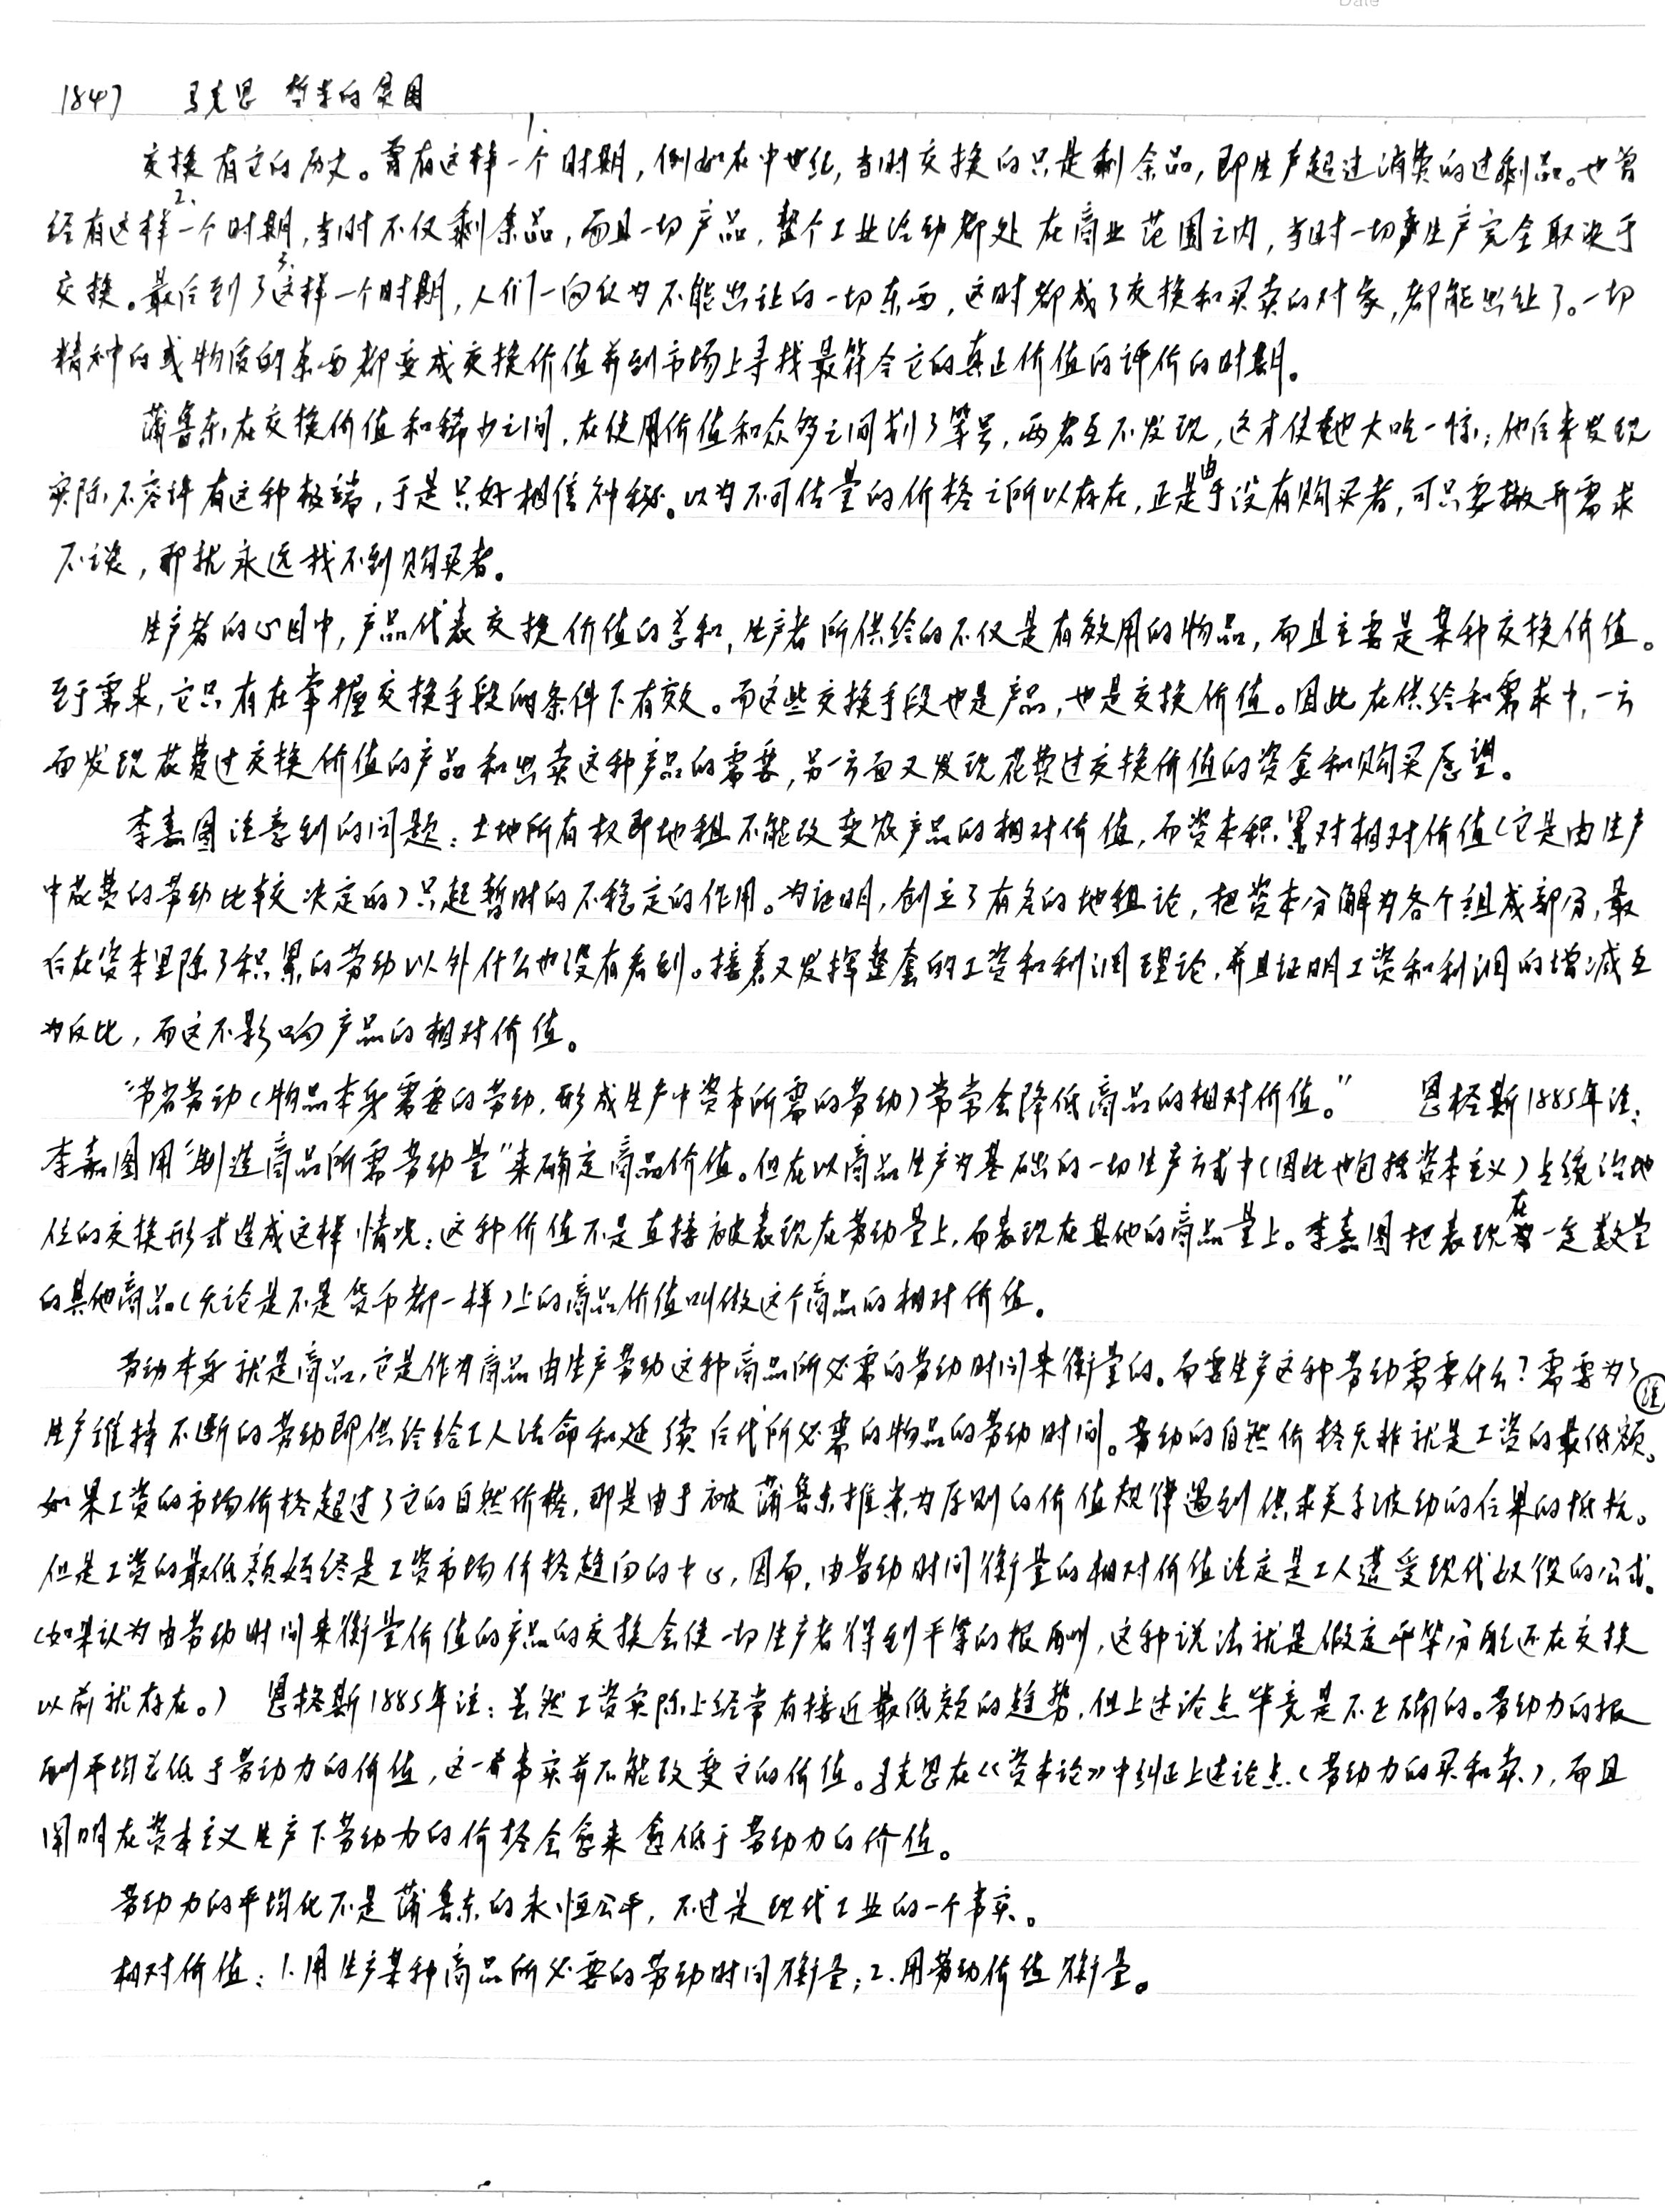 Date
1847 马克思 哲学的贫困
交换有它的历史。曾有这样1.一个时期，例如在中世纪，当时交换的只是剩余品，即生产超过消费的过剩品。也曾
经有这样2.一个时期，当时不仅剩余品，而且一切产品，整个工业活动都处在商业范围之内，当时一切生产完全取决于
交换。最后到了3.这样一个时期，人们一向认为不能出让的一切东西，这时都成了交换和买卖的对象，都能出让了。一切
精神的或物质的东西都变成交换价值并到市场上寻找最符合它的真正价值的评价的时期。
蒲鲁东在交换价值和稀少之间，在使用价值和众多之间划了等号，两者互不发现，这才使他大吃一惊；他后来发现
实际不容许有这种极端，于是只好相信神秘。以为不可估量的价格之所以存在，正是由于没有购买者，可只要撇开需求
不谈，那就永远找不到购买者。
生产者的心目中，产品代表交换价值的总和，生产者所供给的不仅是有效用的物品，而且主要是某种交换价值。
至于需求，它只有在掌握交换手段的条件下有效。而这些交换手段也是产品，也是交换价值。因此在供给和需求中，一方
面发现花费过交换价值的产品和出卖这种产品的需要，另一方面又发现花费过交换价值的资金和购买愿望。
李嘉图注意到的问题：土地所有权即地租不能改变农产品的相对价值，而资本积累对相对价值（它是由生产
中花费的劳动比较决定的）只起暂时的不稳定的作用。为证明，创立了有名的地租论，把资本分解为各个组成部分，最
后在资本里除了积累的劳动以外什么也没有看到。接着又发挥整套的工资和利润理论，并且证明工资和利润的增减互
为反比，而这不影响产品的相对价值。
“节省劳动（物品本身需要的劳动，形成生产中资本所需的劳动）常常会降低商品的相对价值。” 恩格斯1885年注：
李嘉图用“制造商品所需劳动量”来确定商品价值。但在以商品生产为基础的一切生产方式中（因此也包括资本主义）占统治地
位的交换形式造成这样情况：这种价值不是直接被表现在劳动量上，而表现在其他的商品量上。李嘉图把表现在一定数量
的其他商品（无论是不是货币都一样）上的商品价值叫做这个商品的相对价值。
劳动本身就是商品，它是作为商品由生产劳动这种商品所必需的劳动时间来衡量的。而要生产这种劳动需要什么？需要为了
生产维持不断的劳动即供给给工人活命和延续后代所必需的物品的劳动时间。劳动的自然价格无非就是工资的最低额。㊟
如果工资的市场价格超过了它的自然价格，那是由于被蒲鲁东推崇为原则的价值规律遇到供求关系波动的后果的抵抗。
但是工资的最低额始终是工资市场价格趋向的中心，因而，由劳动时间衡量的相对价值注定是工人遭受现代奴役的公式。
（如果认为由劳动时间来衡量价值的产品的交换会使一切生产者得到平等的报酬，这种说法就是假定平等分配还在交换
以前就存在。） 恩格斯1885年注：虽然工资实际上经常有接近最低额的趋势，但上述论点毕竟是不正确的。劳动力的报
酬平均总低于劳动力的价值，这一事实并不能改变它的价值。马克思在《资本论》中纠正上述论点（劳动力的买和卖），而且
阐明在资本主义生产下劳动力的价格会愈来愈低于劳动力的价值。
劳动力的平均化不是蒲鲁东的永恒公平，不过是现代工业的一个事实。
相对价值：1.用生产某种商品所必要的劳动时间衡量；2.用劳动价值衡量。